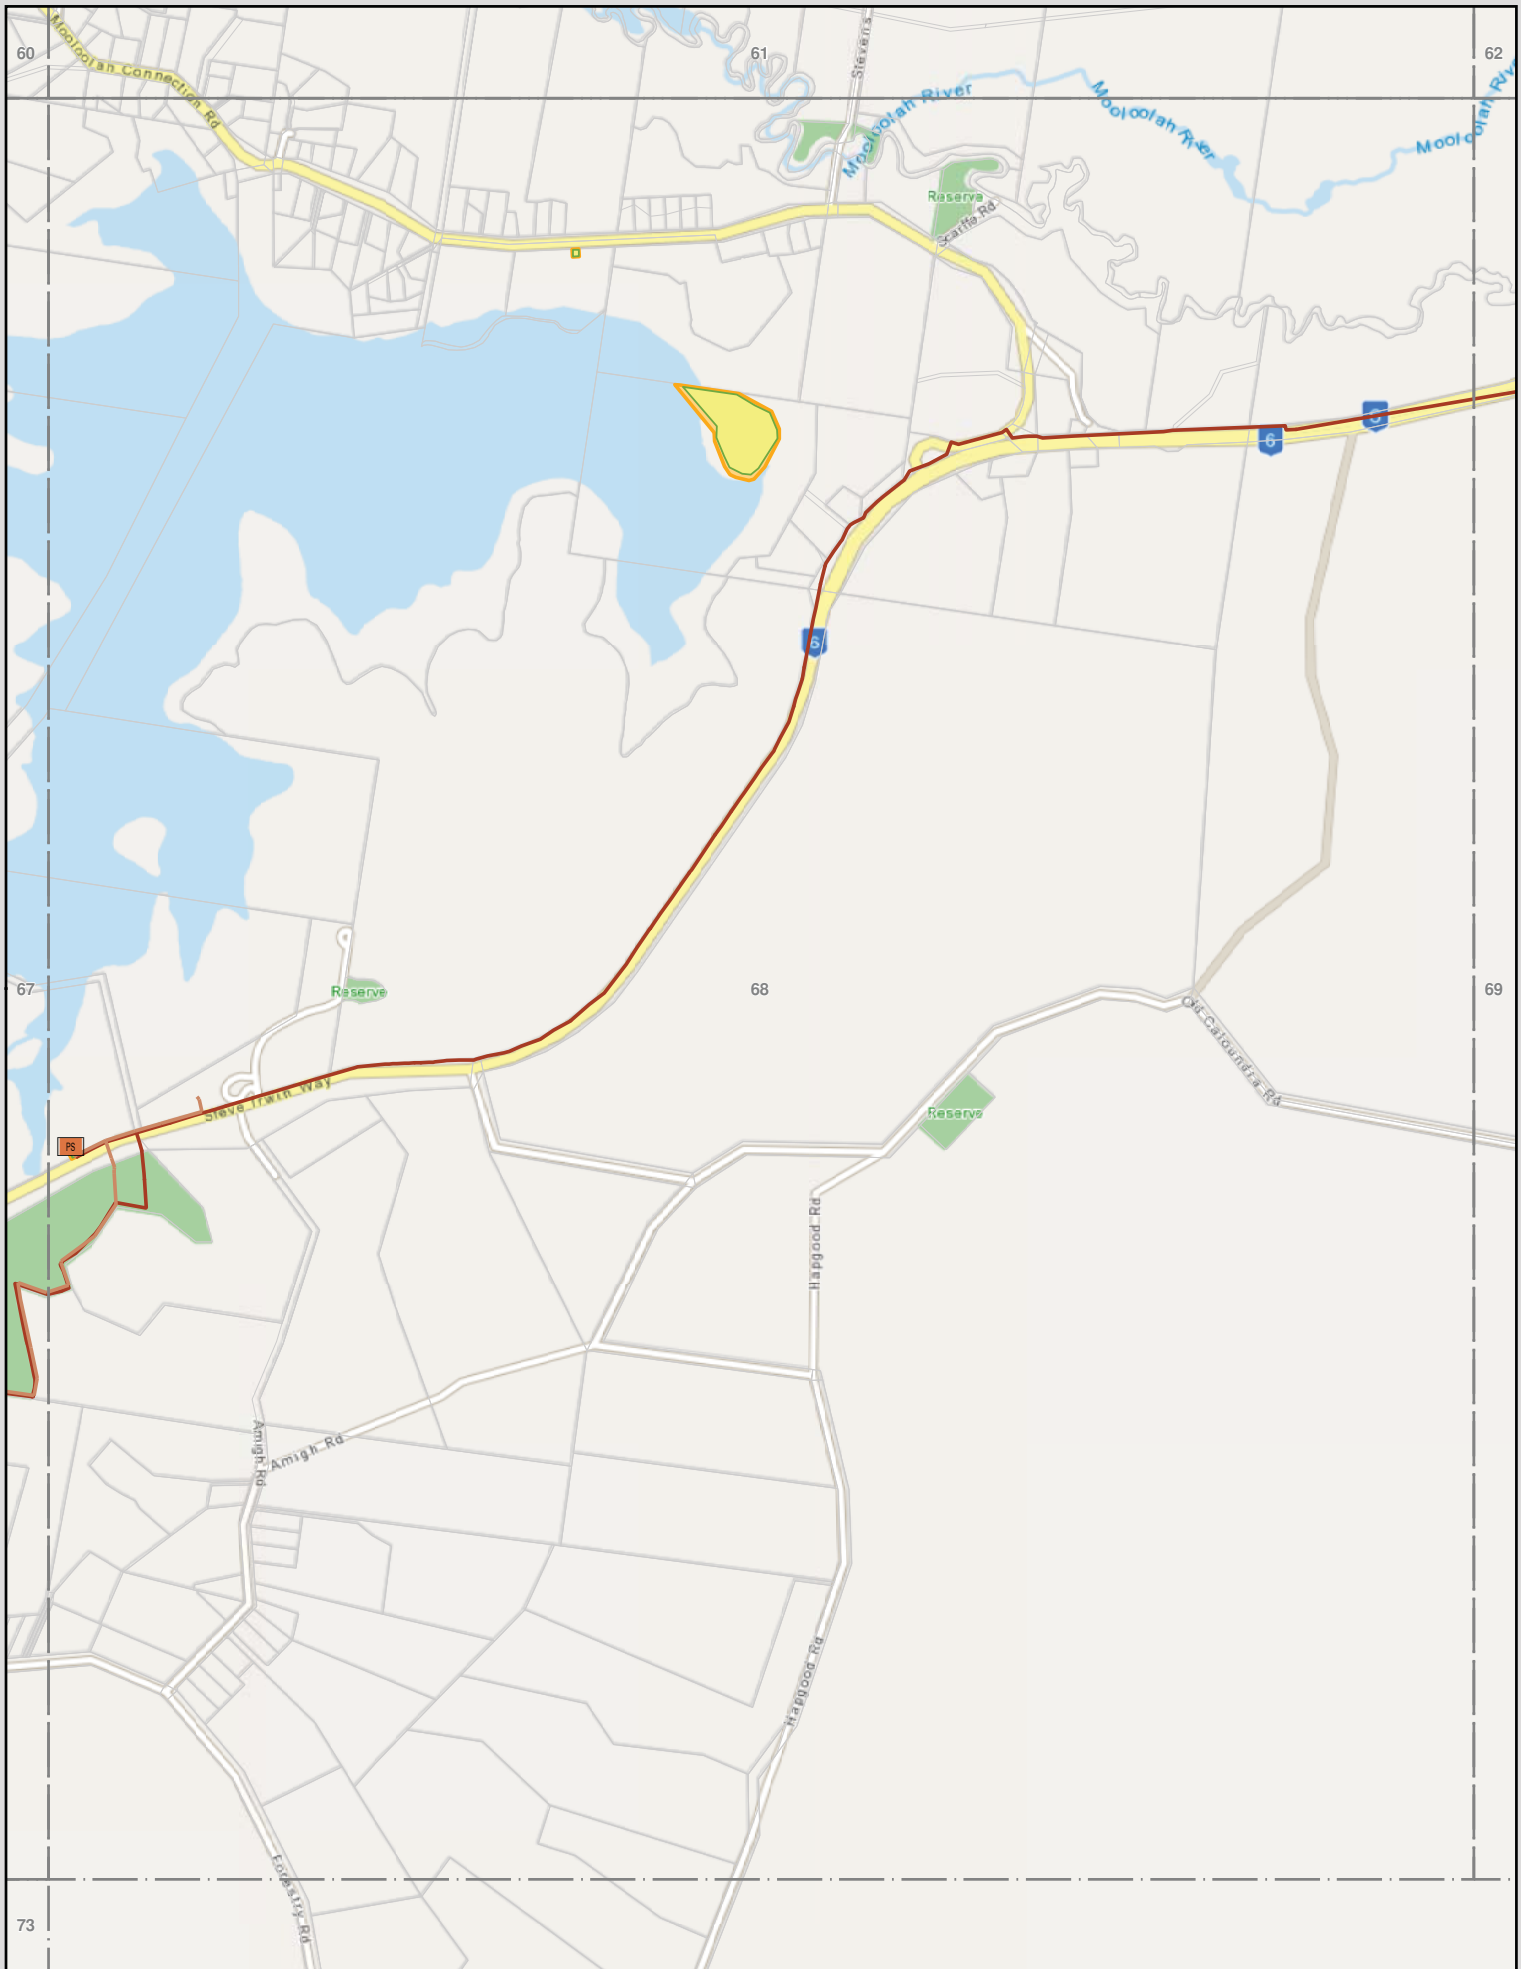 60
61
62
Mooloolah Connection Rd
Stevens
Mooloolah River
Mooloolah River
Mooloolah River
Reserve
Scarffe Rd
6
6
6
67
68
69
Reserve
Old Caloundra Rd
Steve Irwin Way
Reserve
PS
Hapgood Rd
Amigh Rd
Amigh Rd
Hapgood Rd
Forestry Rd
73